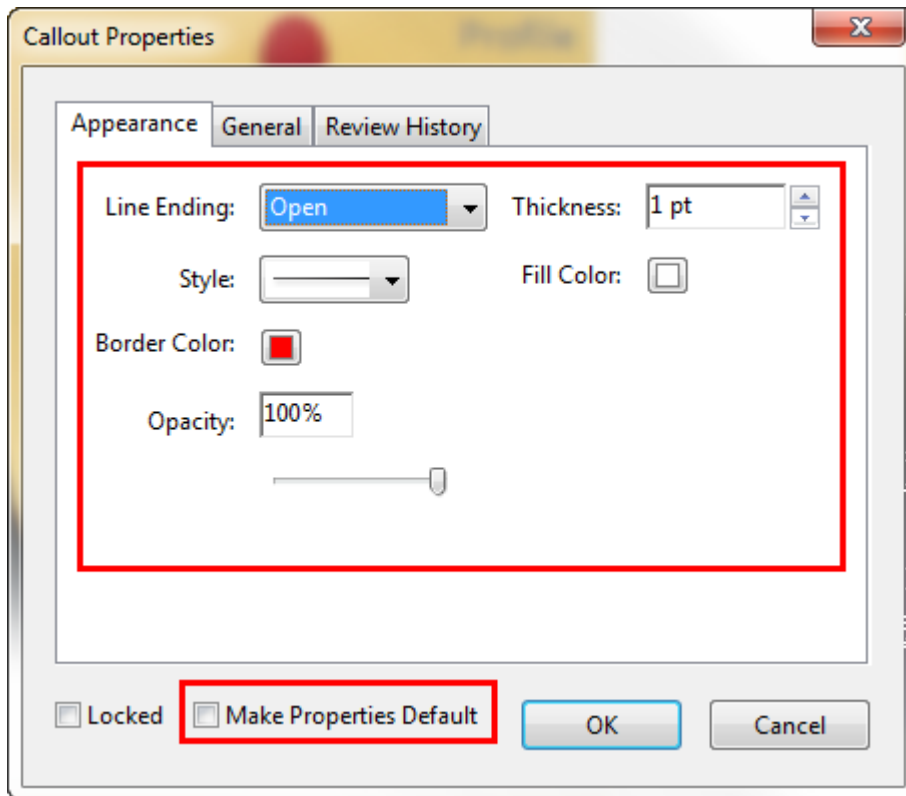 Callout Properties
Profile
Appearance General Review History
Line Ending: Open Thickness: 1 pt
Style: Fill Color:
Border Color:
Opacity: 100%
Locked Make Properties Default OK Cancel